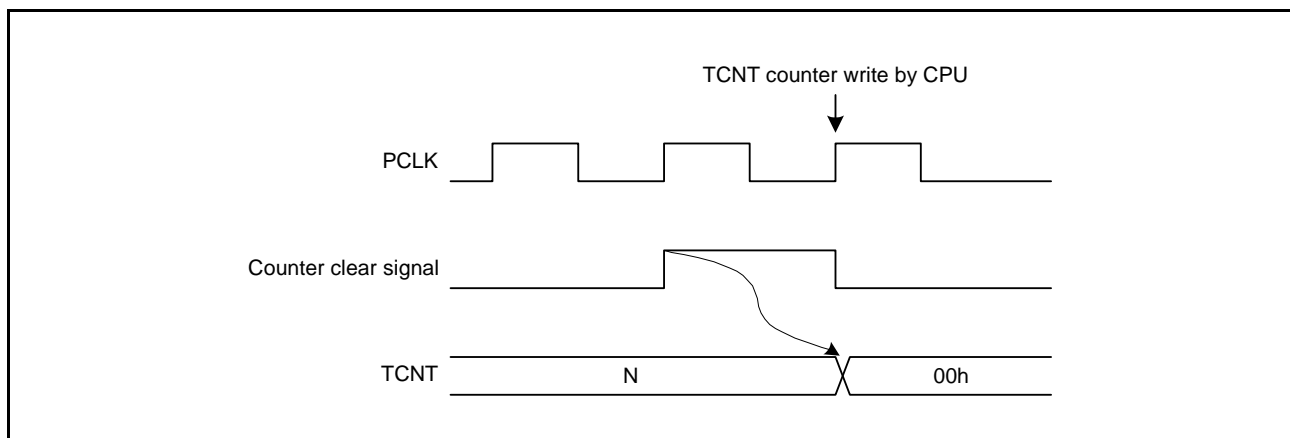 TCNT counter write by CPU
PCLK
Counter clear signal
TCNT
N
00h